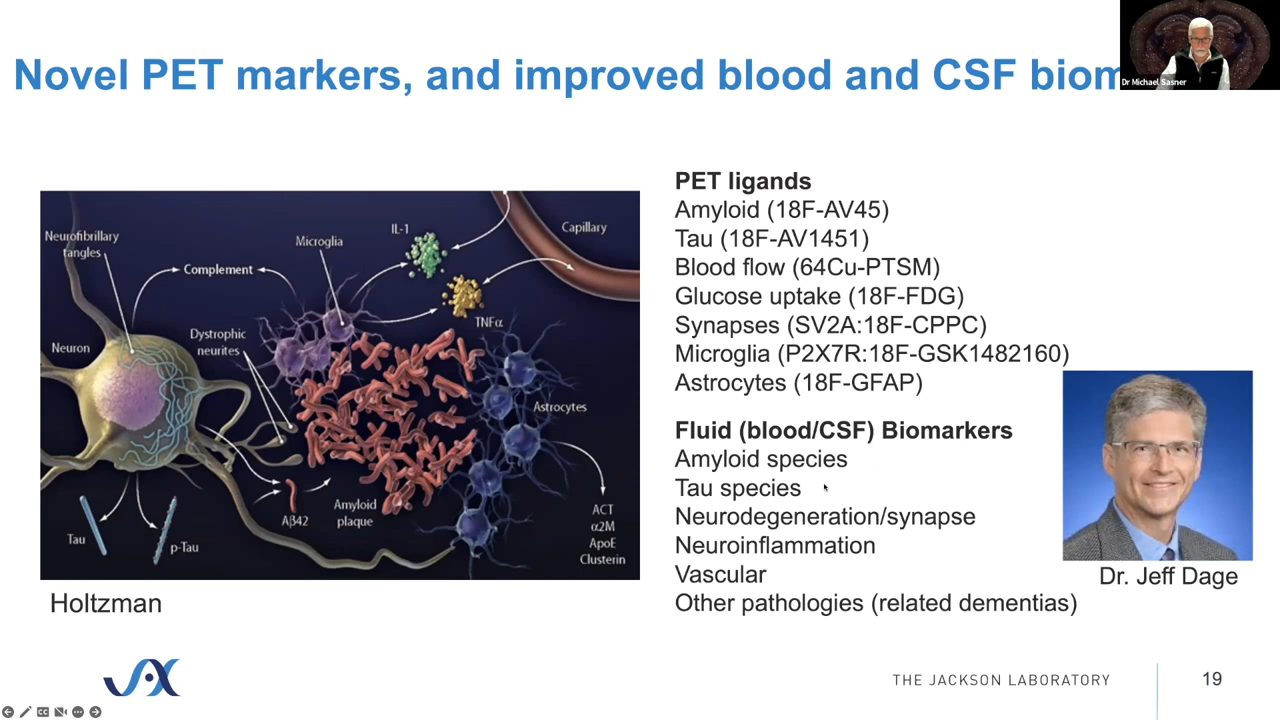 Novel PET markers, and improved blood and CSF biom
Dr Michael Sasner
PET ligands
Amyloid (18F-AV45)
Tau (18F-AV1451)
Blood flow (64Cu-PTSM)
Glucose uptake (18F-FDG)
Synapses (SV2A:18F-CPPC)
Microglia (P2X7R:18F-GSK1482160)
Astrocytes (18F-GFAP)
Fluid (blood/CSF) Biomarkers
Amyloid species
Tau species
Neurodegeneration/synapse
Neuroinflammation
Vascular
Other pathologies (related dementias)
Neurofibrillary
tangles
Complement
Microglia
IL-1
Capillary
TNFα
Dystrophic
neurites
Neuron
Astrocytes
Tau
p-Tau
Aβ42
Amyloid
plaque
ACT
α2M
ApoE
Clusterin
Holtzman
Dr. Jeff Dage
THE JACKSON LABORATORY
19
CC